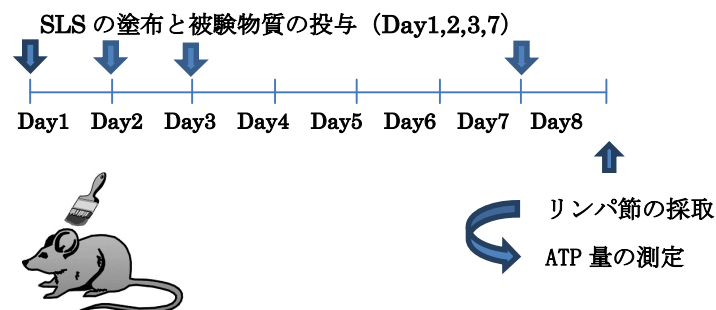 SLS の塗布と被験物質の投与（Day1,2,3,7）
Day1 Day2 Day3 Day4 Day5 Day6 Day7 Day8
リンパ節の採取
ATP 量の測定